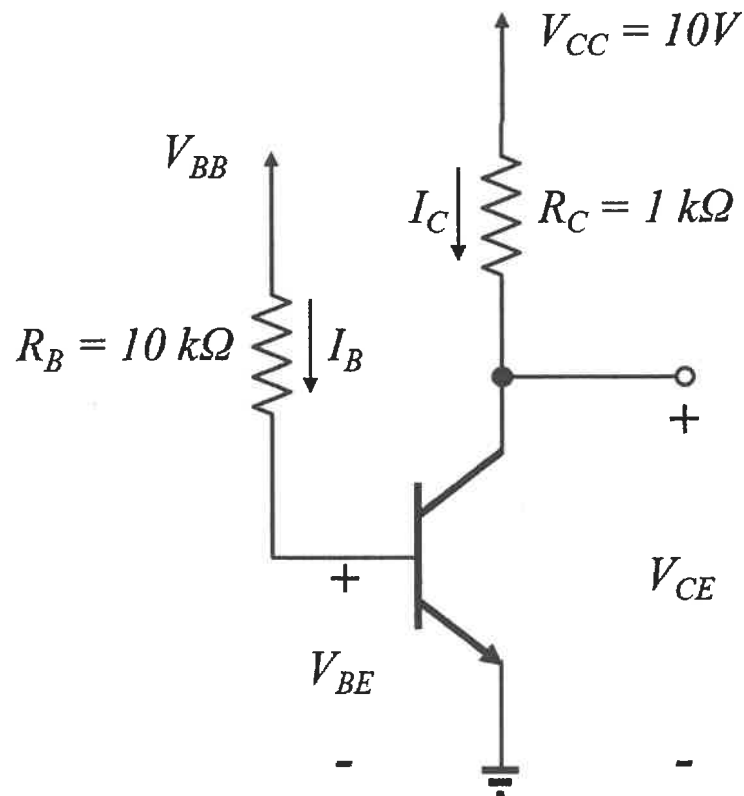 V_CC = 10V
V_BB
I_C
R_C = 1 kΩ
R_B = 10 kΩ
I_B
+
+
V_CE
V_BE
-
-